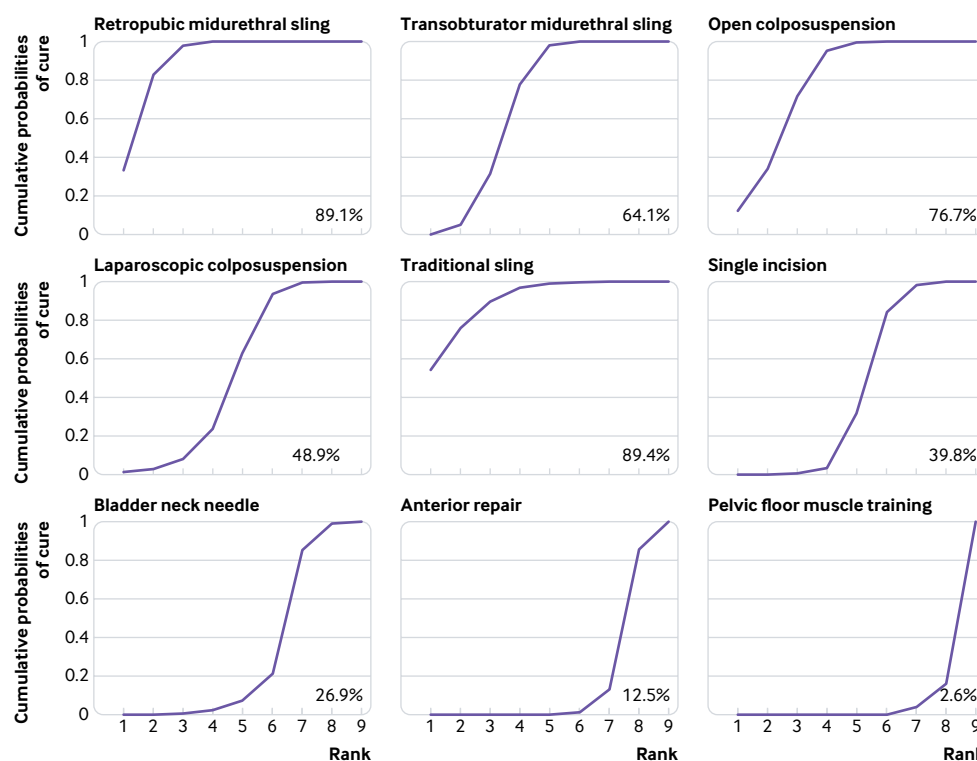 Retropubic midurethral sling
Transobturator midurethral sling
Open colposuspension
Cumulative probabilities
of cure
1
0.8
0.6
0.4
0.2
0
89.1%
64.1%
76.7%
Laparoscopic colposuspension
Traditional sling
Single incision
Cumulative probabilities
of cure
1
0.8
0.6
0.4
0.2
0
48.9%
89.4%
39.8%
Bladder neck needle
Anterior repair
Pelvic floor muscle training
Cumulative probabilities
of cure
1
0.8
0.6
0.4
0.2
0
26.9%
12.5%
2.6%
1 2 3 4 5 6 7 8 9
1 2 3 4 5 6 7 8 9
1 2 3 4 5 6 7 8 9
Rank
Rank
Rank